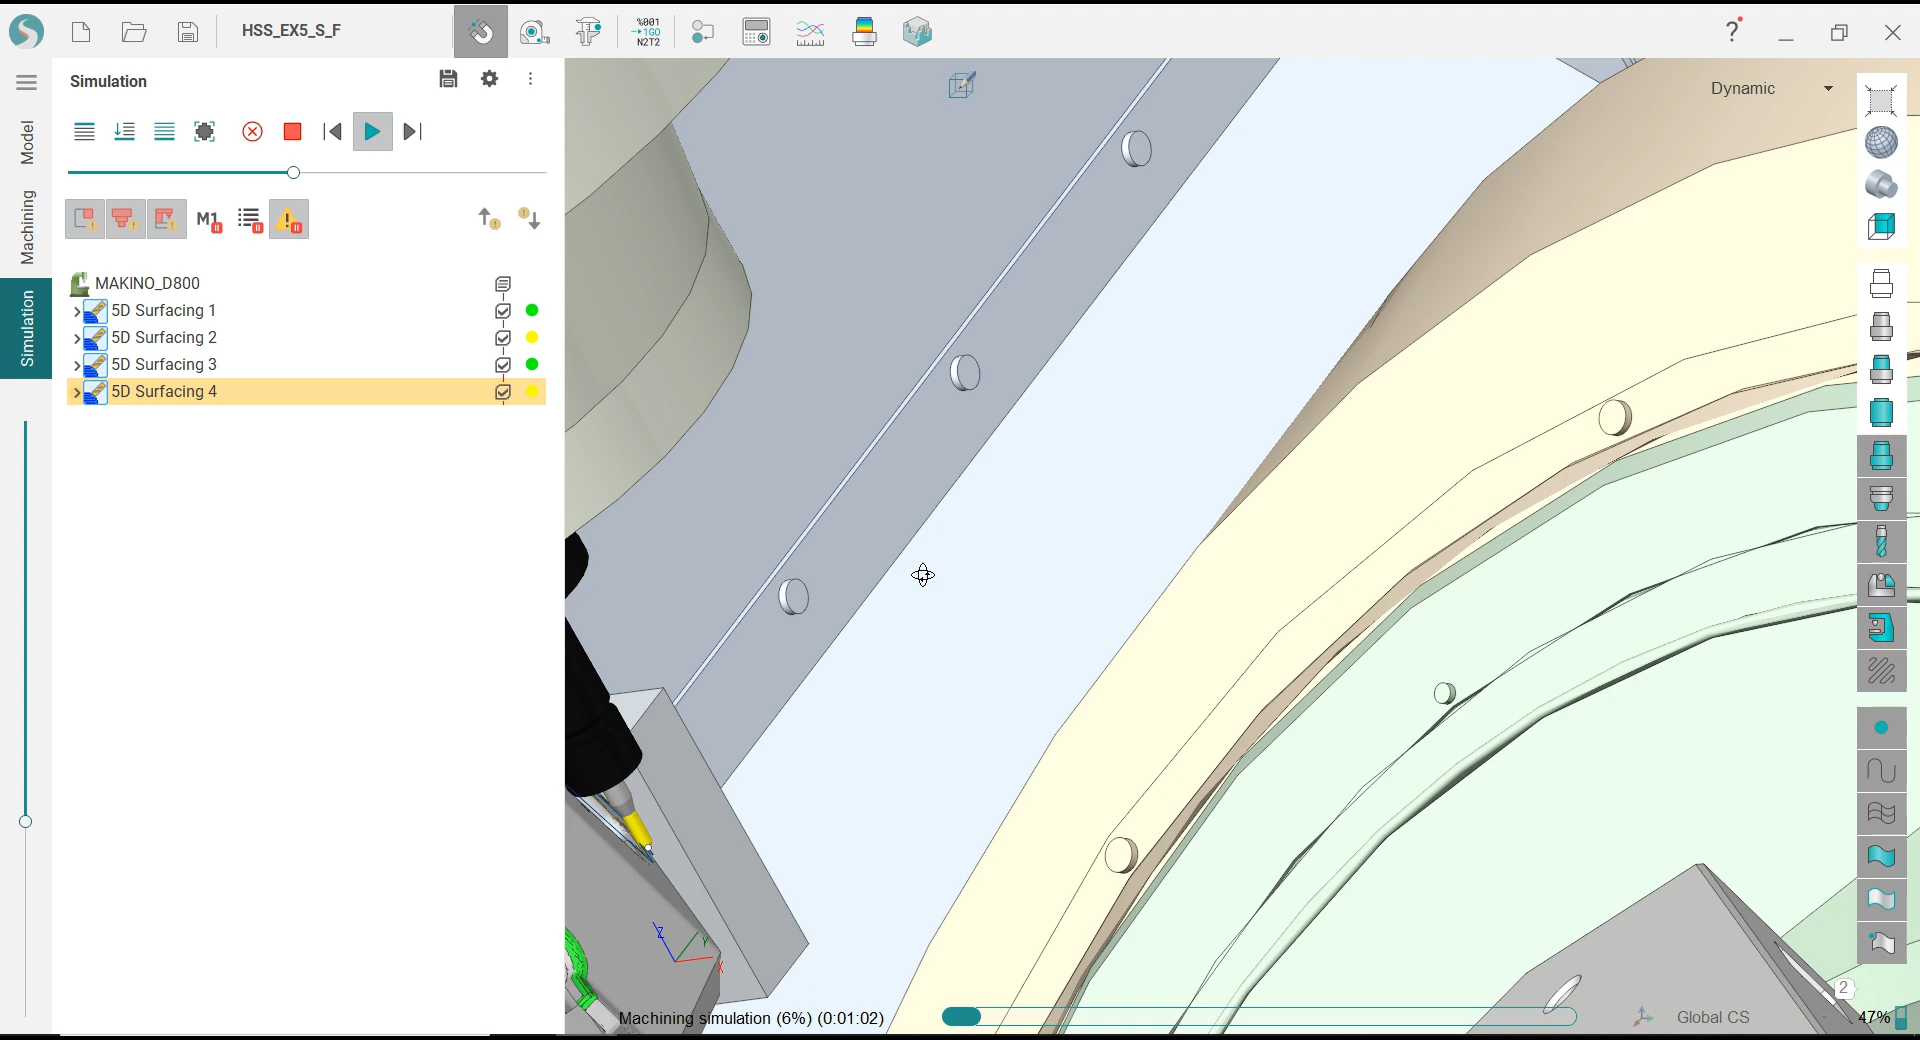 HSS_EX5_S_F
%001
1G0
N2T2
?
Simulation
Dynamic
Model
Machining
Simulation
M1
MAKINO_D800
5D Surfacing 1
5D Surfacing 2
5D Surfacing 3
5D Surfacing 4
Z
Y
X
2
Machining simulation (6%) (0:01:02)
Global CS
47%